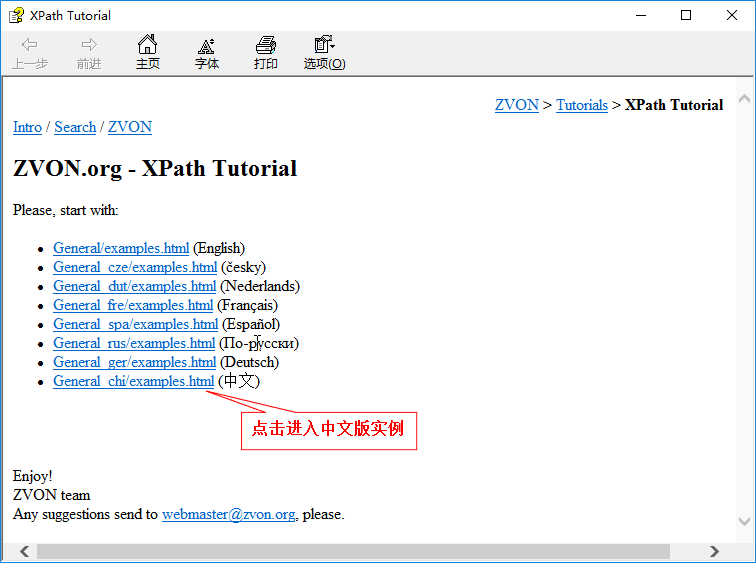 XPath Tutorial
上一步 前进 主页 字体 打印 选项(O)
ZVON > Tutorials > XPath Tutorial
Intro / Search / ZVON
ZVON.org - XPath Tutorial
Please, start with:
General/examples.html (English)
General_cze/examples.html (česky)
General_dut/examples.html (Nederlands)
General_fre/examples.html (Français)
General_spa/examples.html (Español)
General_rus/examples.html (По-русски)
General_ger/examples.html (Deutsch)
General_chi/examples.html (中文)
点击进入中文版实例
Enjoy!
ZVON team
Any suggestions send to webmaster@zvon.org, please.